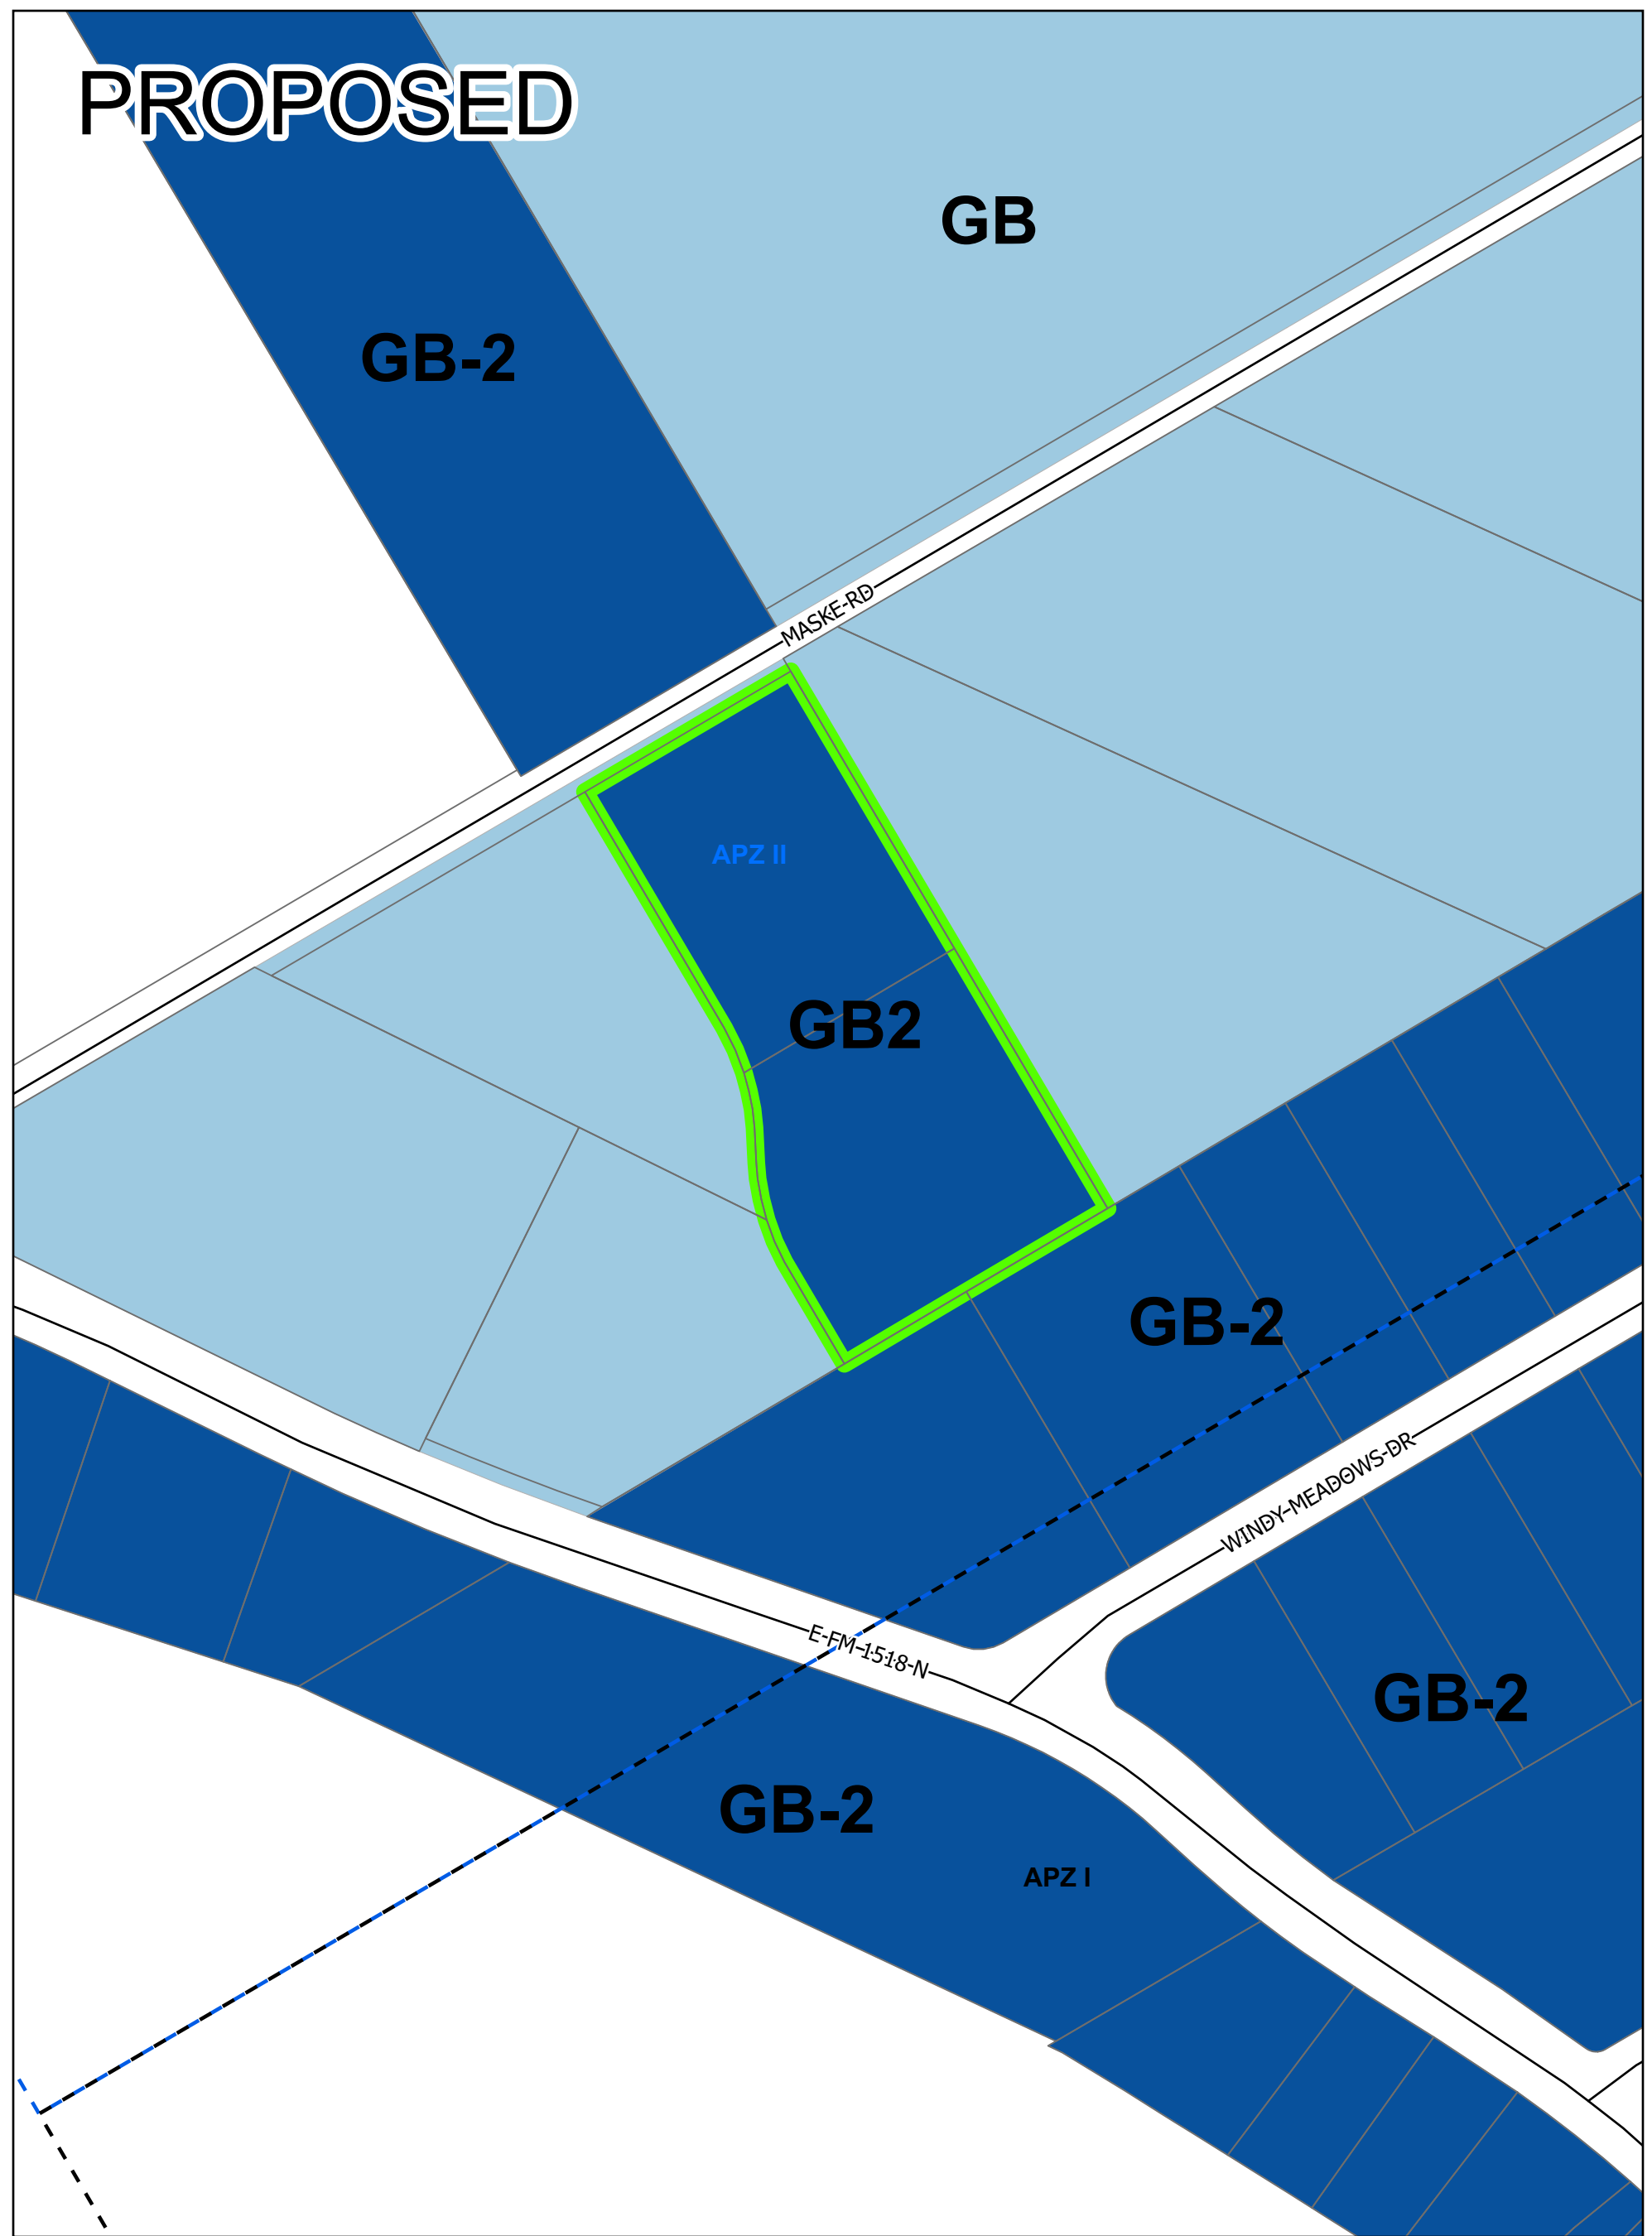 PROPOSED
GB
GB-2
MASKE-RD
APZ II
GB2
GB-2
WINDY-MEADOWS-DR
E-FM-1518-N
GB-2
GB-2
APZ I